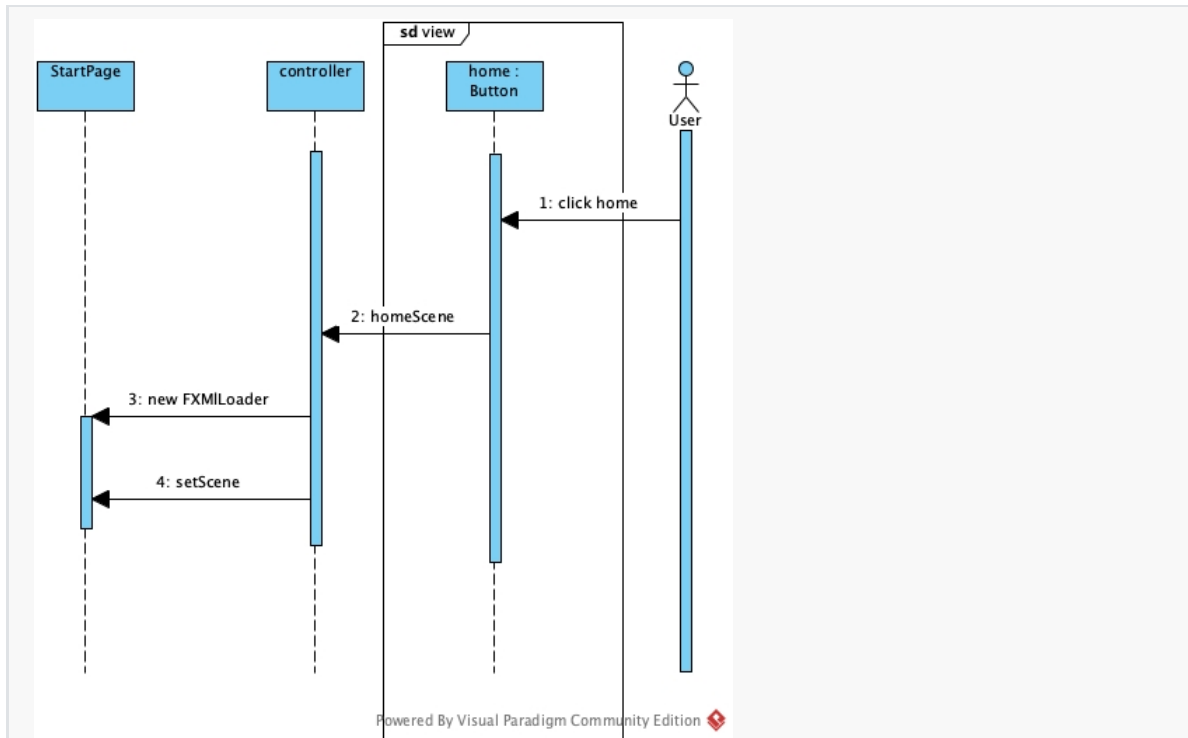 sd view
StartPage
controller
home :
Button
User
1: click home
2: homeScene
3: new FXMlLoader
4: setScene
Powered By Visual Paradigm Community Edition